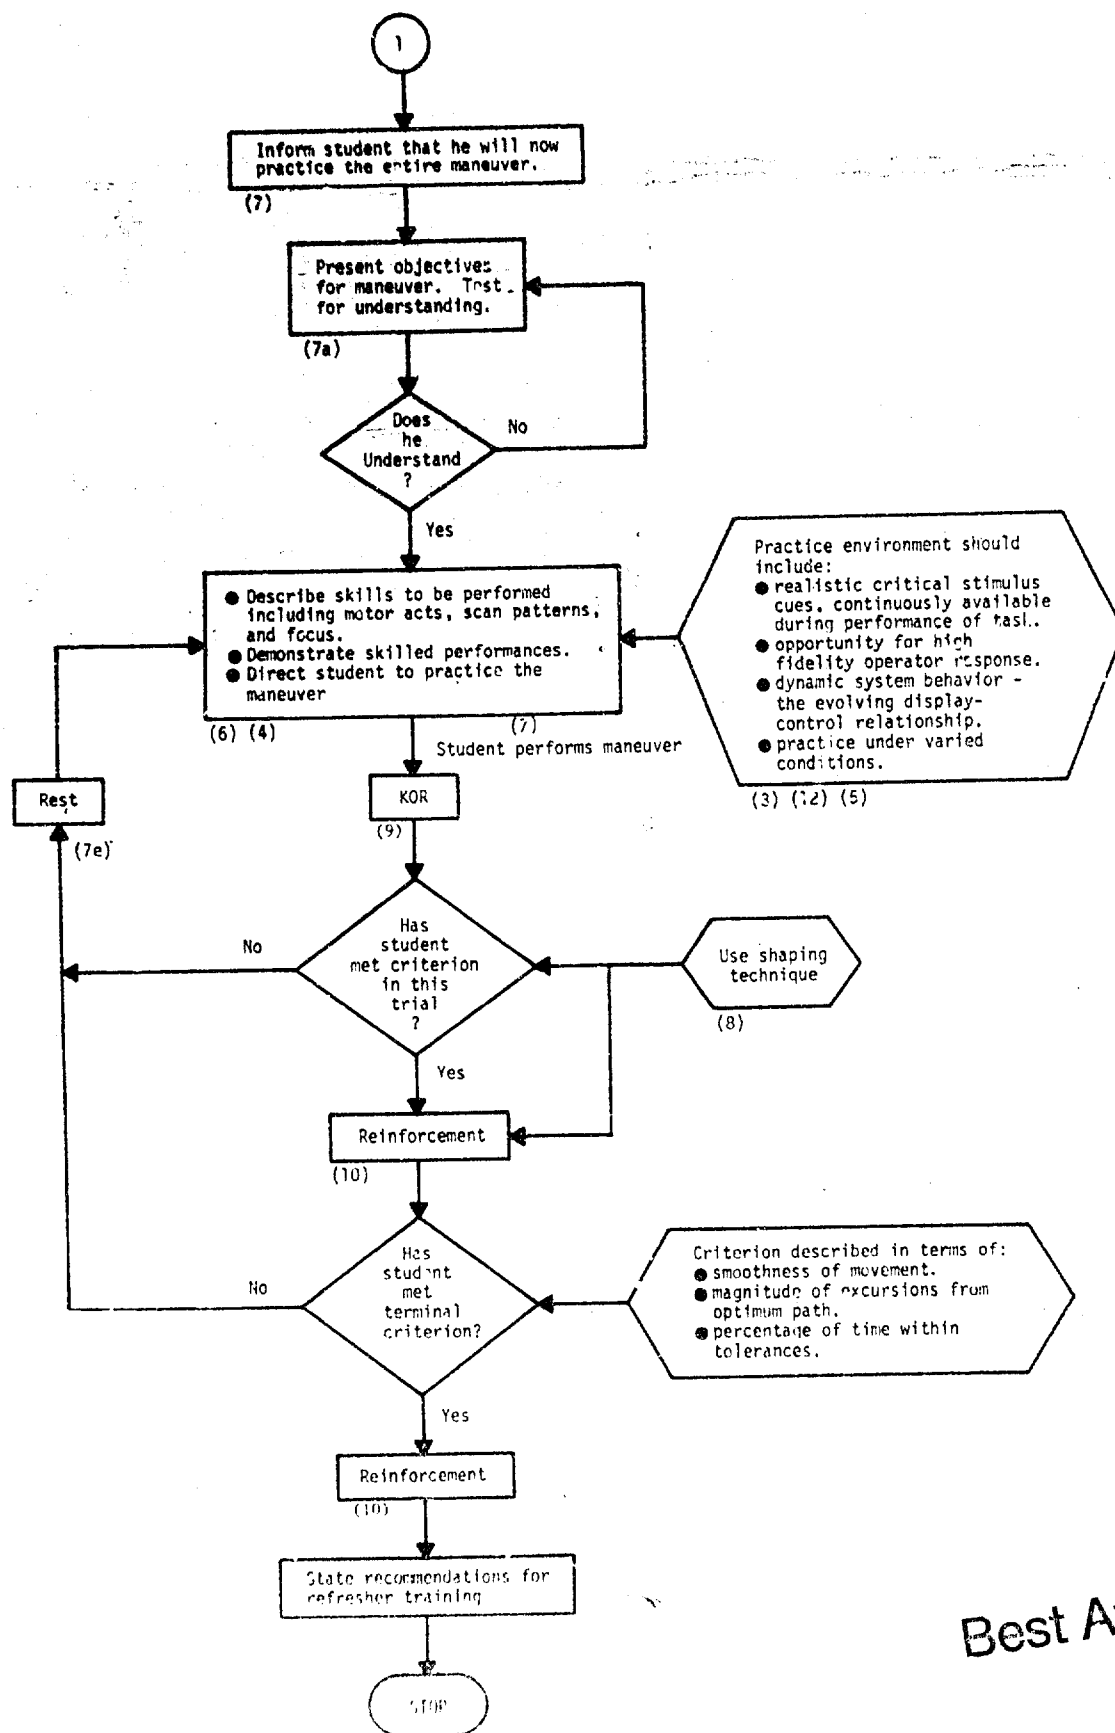 1
Inform student that he will now
practice the entire maneuver.
(7)
Present objectives
for maneuver. Test
for understanding.
(7a)
Does
he
Understand
?
No
Yes
Practice environment should
include:
● realistic critical stimulus
cues, continuously available
during performance of task.
● opportunity for high
fidelity operator response.
● dynamic system behavior -
the evolving display-
control relationship.
● practice under varied
conditions.
(3) (12) (5)
● Describe skills to be performed
including motor acts, scan patterns,
and focus.
● Demonstrate skilled performances.
● Direct student to practice the
maneuver
(6) (4)
(7)
Student performs maneuver
Rest
(7e)
KOR
(9)
Has
student
met criterion
in this
trial
?
No
Yes
Use shaping
technique
(8)
Reinforcement
(10)
Has
student
met
terminal
criterion?
No
Yes
Criterion described in terms of:
● smoothness of movement.
● magnitude of excursions from
optimum path.
● percentage of time within
tolerances.
Reinforcement
(10)
State recommendations for
refresher training
STOP
Best A